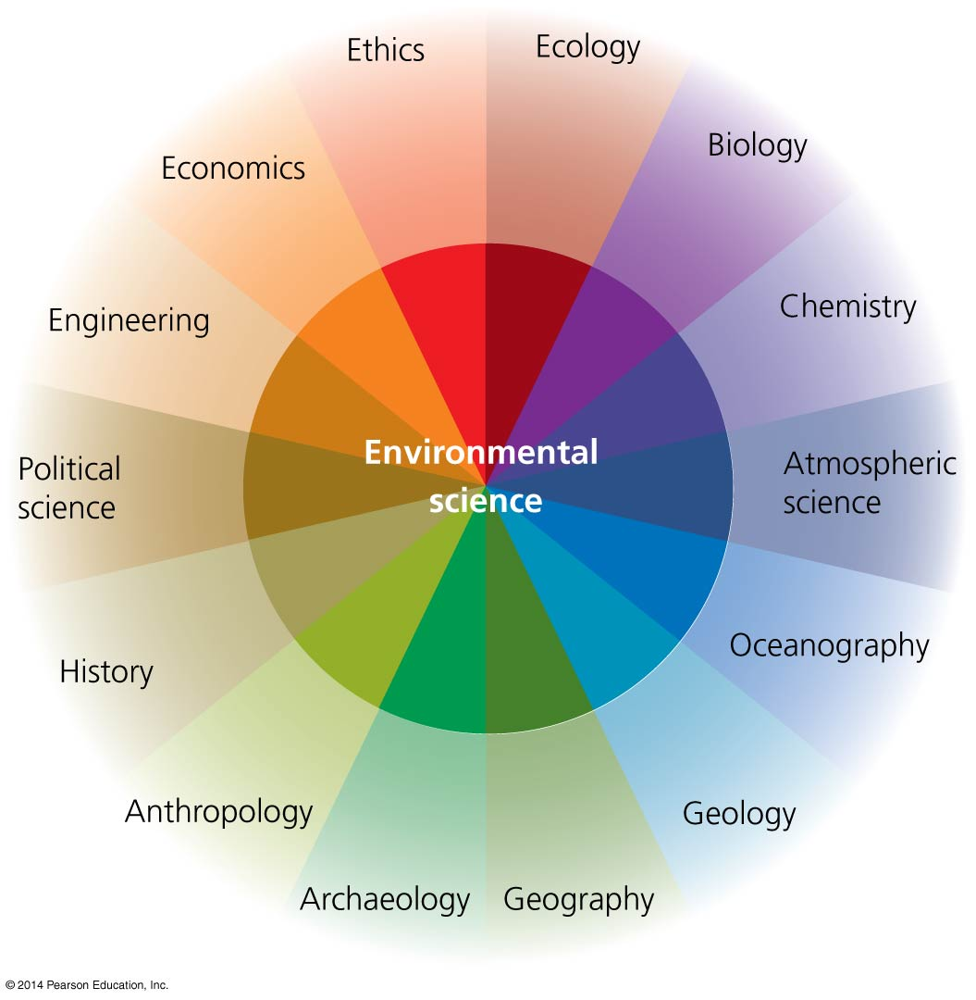 Ethics
Ecology
Biology
Economics
Chemistry
Engineering
Environmental
science
Political
science
Atmospheric
science
Oceanography
History
Anthropology
Geology
Archaeology
Geography
© 2014 Pearson Education, Inc.